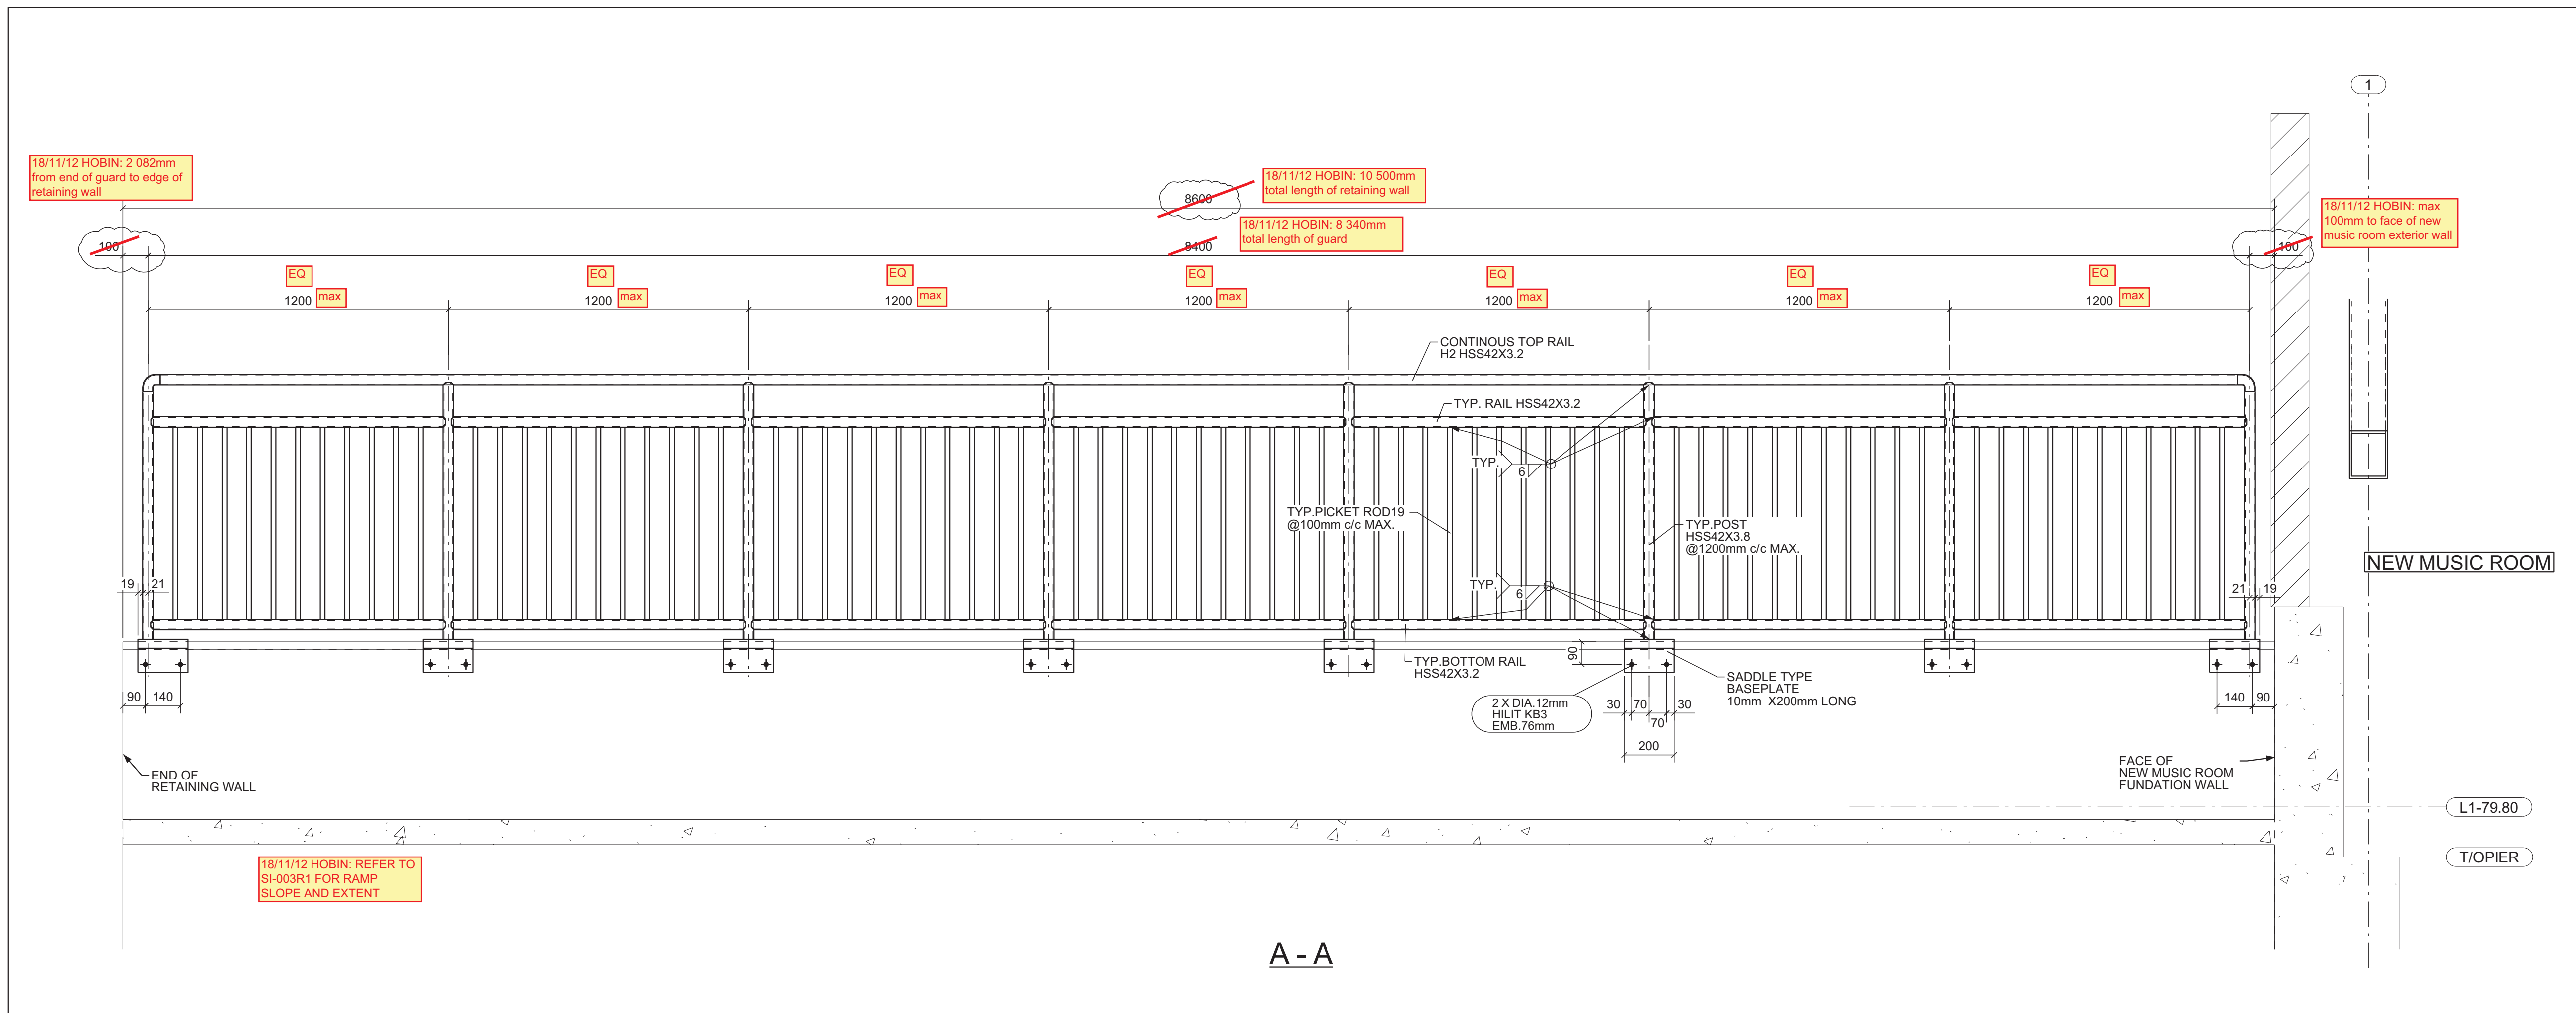 1
18/11/12 HOBIN: 2 082mm
from end of guard to edge of
retaining wall
8600
18/11/12 HOBIN: 10 500mm
total length of retaining wall
18/11/12 HOBIN: max
100mm to face of new
music room exterior wall
100
8400
18/11/12 HOBIN: 8 340mm
total length of guard
100
EQ
EQ
EQ
EQ
EQ
EQ
EQ
1200 max
1200 max
1200 max
1200 max
1200 max
1200 max
1200 max
CONTINOUS TOP RAIL
H2 HSS42X3.2
TYP. RAIL HSS42X3.2
TYP.
6
TYP.PICKET ROD19
@100mm c/c MAX.
TYP.POST
HSS42X3.8
@1200mm c/c MAX.
NEW MUSIC ROOM
19
21
TYP.
6
21
19
90
TYP.BOTTOM RAIL
HSS42X3.2
SADDLE TYPE
BASEPLATE
10mm X200mm LONG
90
140
2 X DIA.12mm
HILIT KB3
EMB.76mm
30
70
70
30
200
140
90
END OF
RETAINING WALL
FACE OF
NEW MUSIC ROOM
FUNDATION WALL
L1-79.80
T/OPIER
18/11/12 HOBIN: REFER TO
SI-003R1 FOR RAMP
SLOPE AND EXTENT
A - A